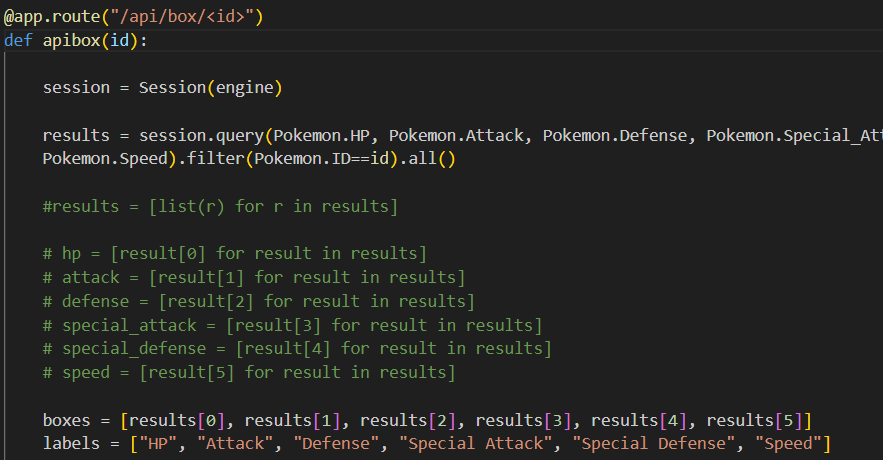 @app.route("/api/box/<id>")
def apibox(id):
session = Session(engine)
results = session.query(Pokemon.HP, Pokemon.Attack, Pokemon.Defense, Pokemon.Special_At
Pokemon.Speed).filter(Pokemon.ID==id).all()
#results = [list(r) for r in results]
# hp = [result[0] for result in results]
# attack = [result[1] for result in results]
# defense = [result[2] for result in results]
# special_attack = [result[3] for result in results]
# special_defense = [result[4] for result in results]
# speed = [result[5] for result in results]
boxes = [results[0], results[1], results[2], results[3], results[4], results[5]]
labels = ["HP", "Attack", "Defense", "Special Attack", "Special Defense", "Speed"]